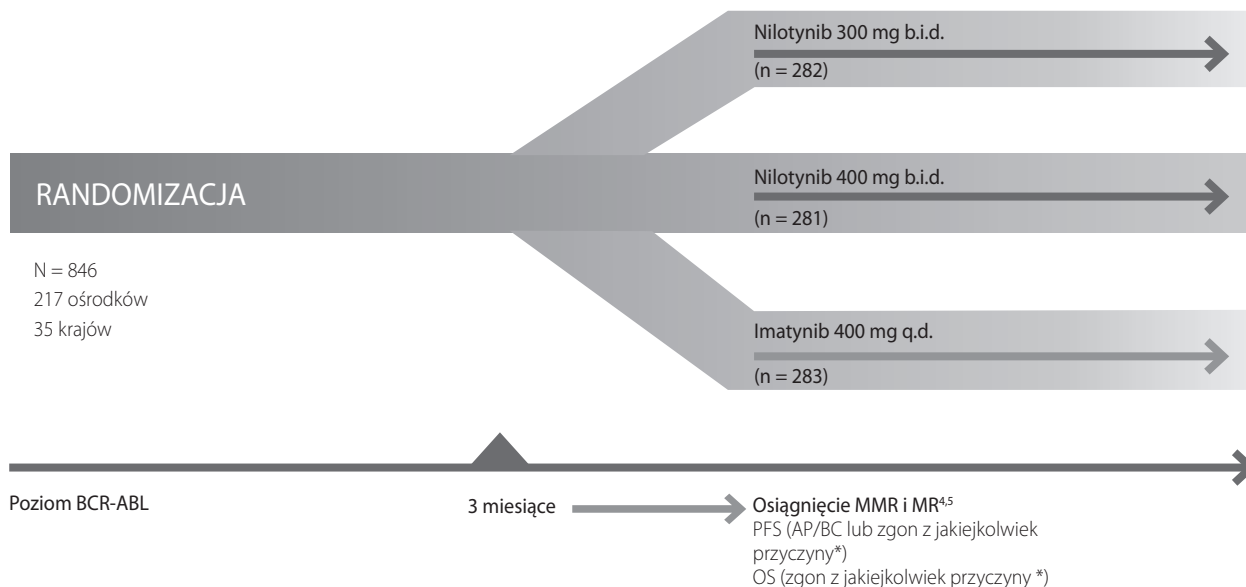 Nilotynib 300 mg b.i.d.
(n = 282)
RANDOMIZACJA
Nilotynib 400 mg b.i.d.
(n = 281)
N = 846
217 ośrodków
35 krajów
Imatynib 400 mg q.d.
(n = 283)
Poziom BCR-ABL
3 miesiące
Osiągnięcie MMR i MR4,5
PFS (AP/BC lub zgon z jakiejkolwiek
przyczyny*)
OS (zgon z jakiejkolwiek przyczyny *)